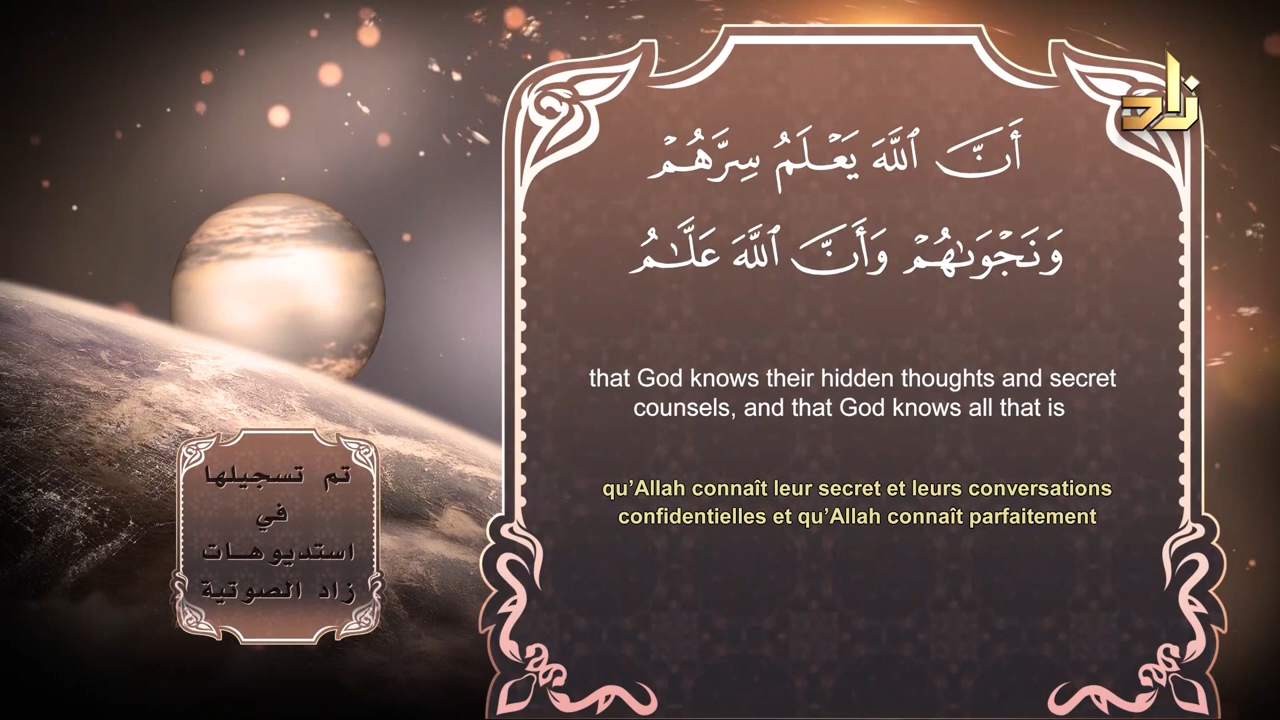 زاد
أَنَّ ٱللَّهَ يَعۡلَمُ سِرَّهُمۡ
وَنَجۡوَىٰهُمۡ وَأَنَّ ٱللَّهَ عَلَّـٰمُ
that God knows their hidden thoughts and secret
counsels, and that God knows all that is
qu’Allah connaît leur secret et leurs conversations
confidentielles et qu’Allah connaît parfaitement
تم تسجيلها
في
استديوهات
زاد الصوتية